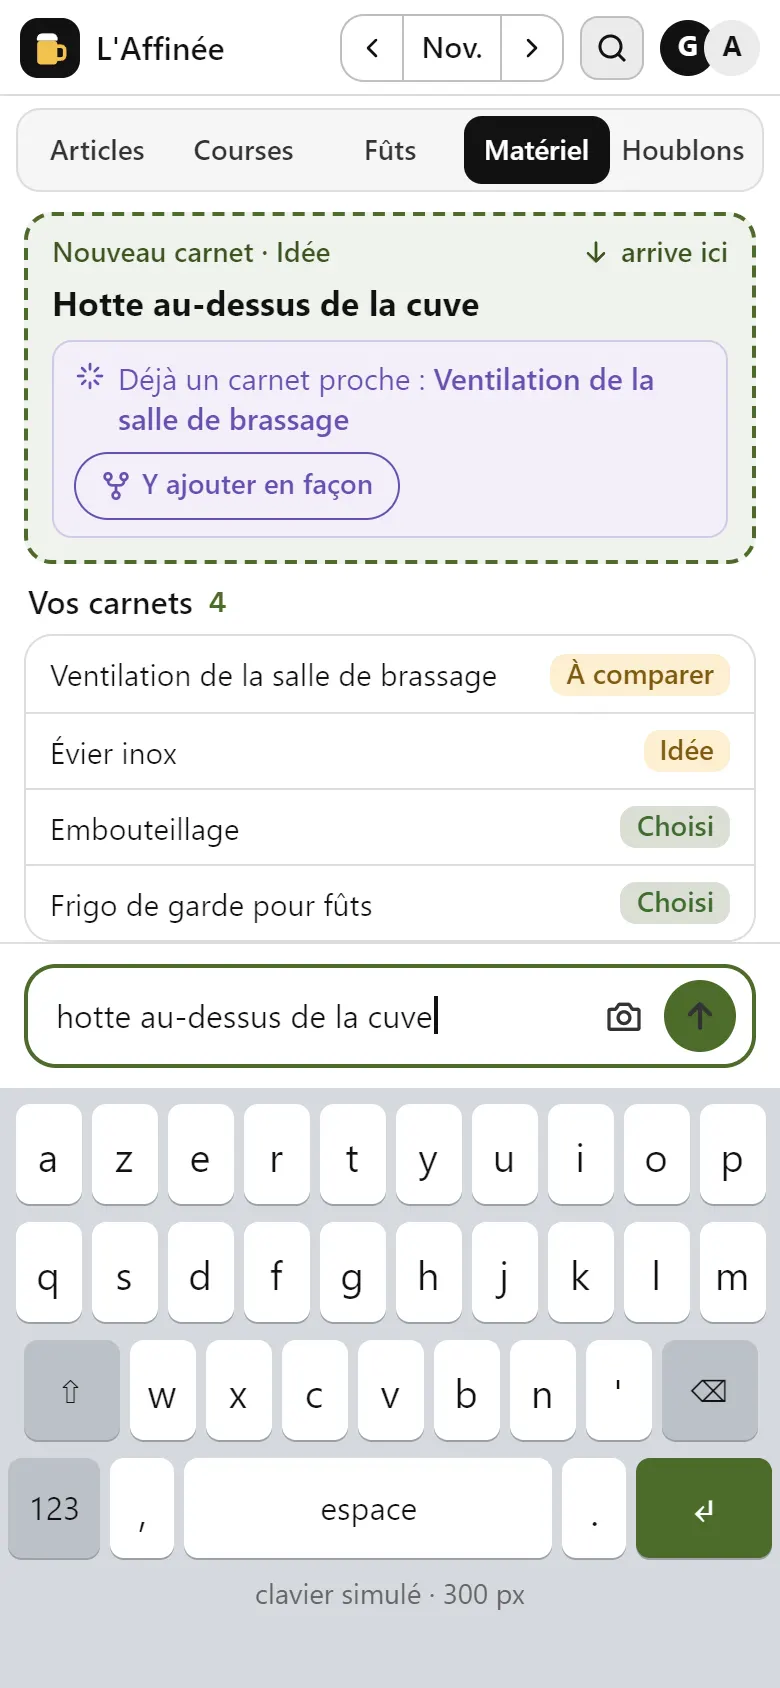 L'Affinée
Nov.
G
A
Articles
Courses
Fûts
Matériel
Houblons
Nouveau carnet · Idée
↓ arrive ici
Hotte au-dessus de la cuve
Déjà un carnet proche : Ventilation de la
salle de brassage
Y ajouter en façon
Vos carnets 4
Ventilation de la salle de brassage
À comparer
Évier inox
Idée
Embouteillage
Choisi
Frigo de garde pour fûts
Choisi
hotte au-dessus de la cuve
a z e r t y u i o p
q s d f g h j k l m
⇧ w x c v b n ' ⌫
123 , espace . ↵
clavier simulé · 300 px